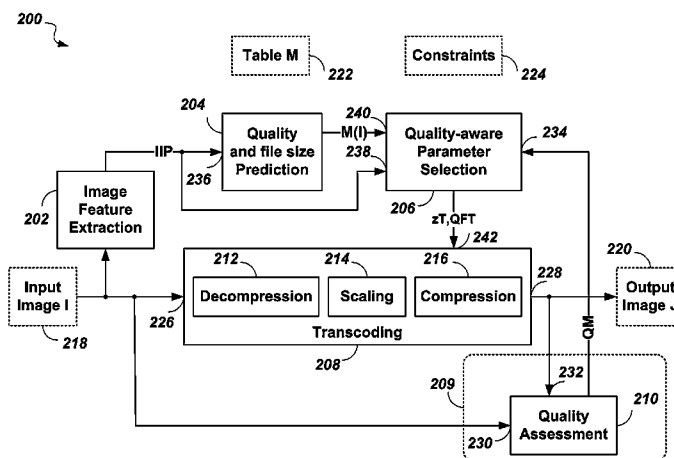 200
Table M
222
Constraints
224
204
Quality
and file size
Prediction
236
IIP
M(I)
240
238
Quality-aware
Parameter
Selection
206
234
202
Image
Feature
Extraction
zT,QFT
242
Input
Image I
218
226
212
Decompression
214
Scaling
216
Compression
Transcoding
208
228
220
Output
Image J
QM
209
232
210
Quality
Assessment
230